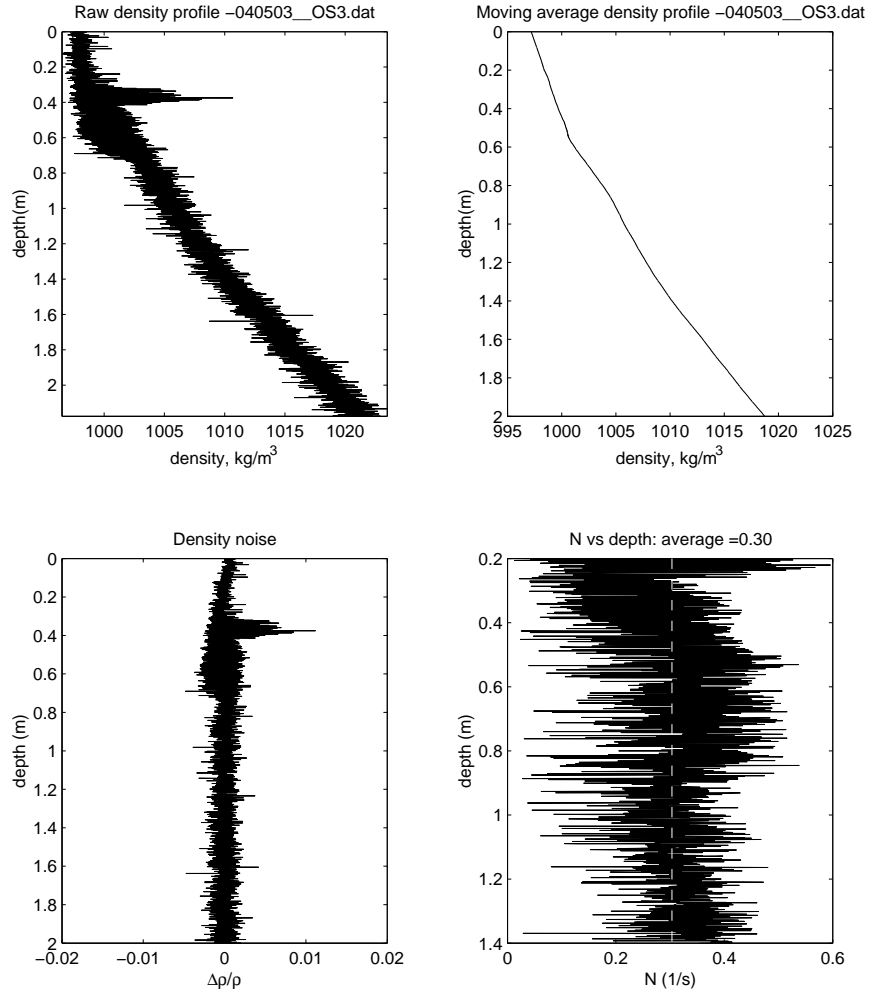 Raw density profile −040503__OS3.dat
0
0.2
0.4
0.6
0.8
1
1.2
1.4
1.6
1.8
2
depth(m)
1000 1005 1010 1015 1020
density, kg/m3
Moving average density profile −040503__OS3.dat
0
0.2
0.4
0.6
0.8
1
1.2
1.4
1.6
1.8
2
depth(m)
995 1000 1005 1010 1015 1020 1025
density, kg/m3
Density noise
0
0.2
0.4
0.6
0.8
1
1.2
1.4
1.6
1.8
2
depth (m)
−0.02 −0.01 0 0.01 0.02
Δρ/ρ
N vs depth: average =0.30
0.2
0.4
0.6
0.8
1
1.2
1.4
depth (m)
0 0.2 0.4 0.6
N (1/s)